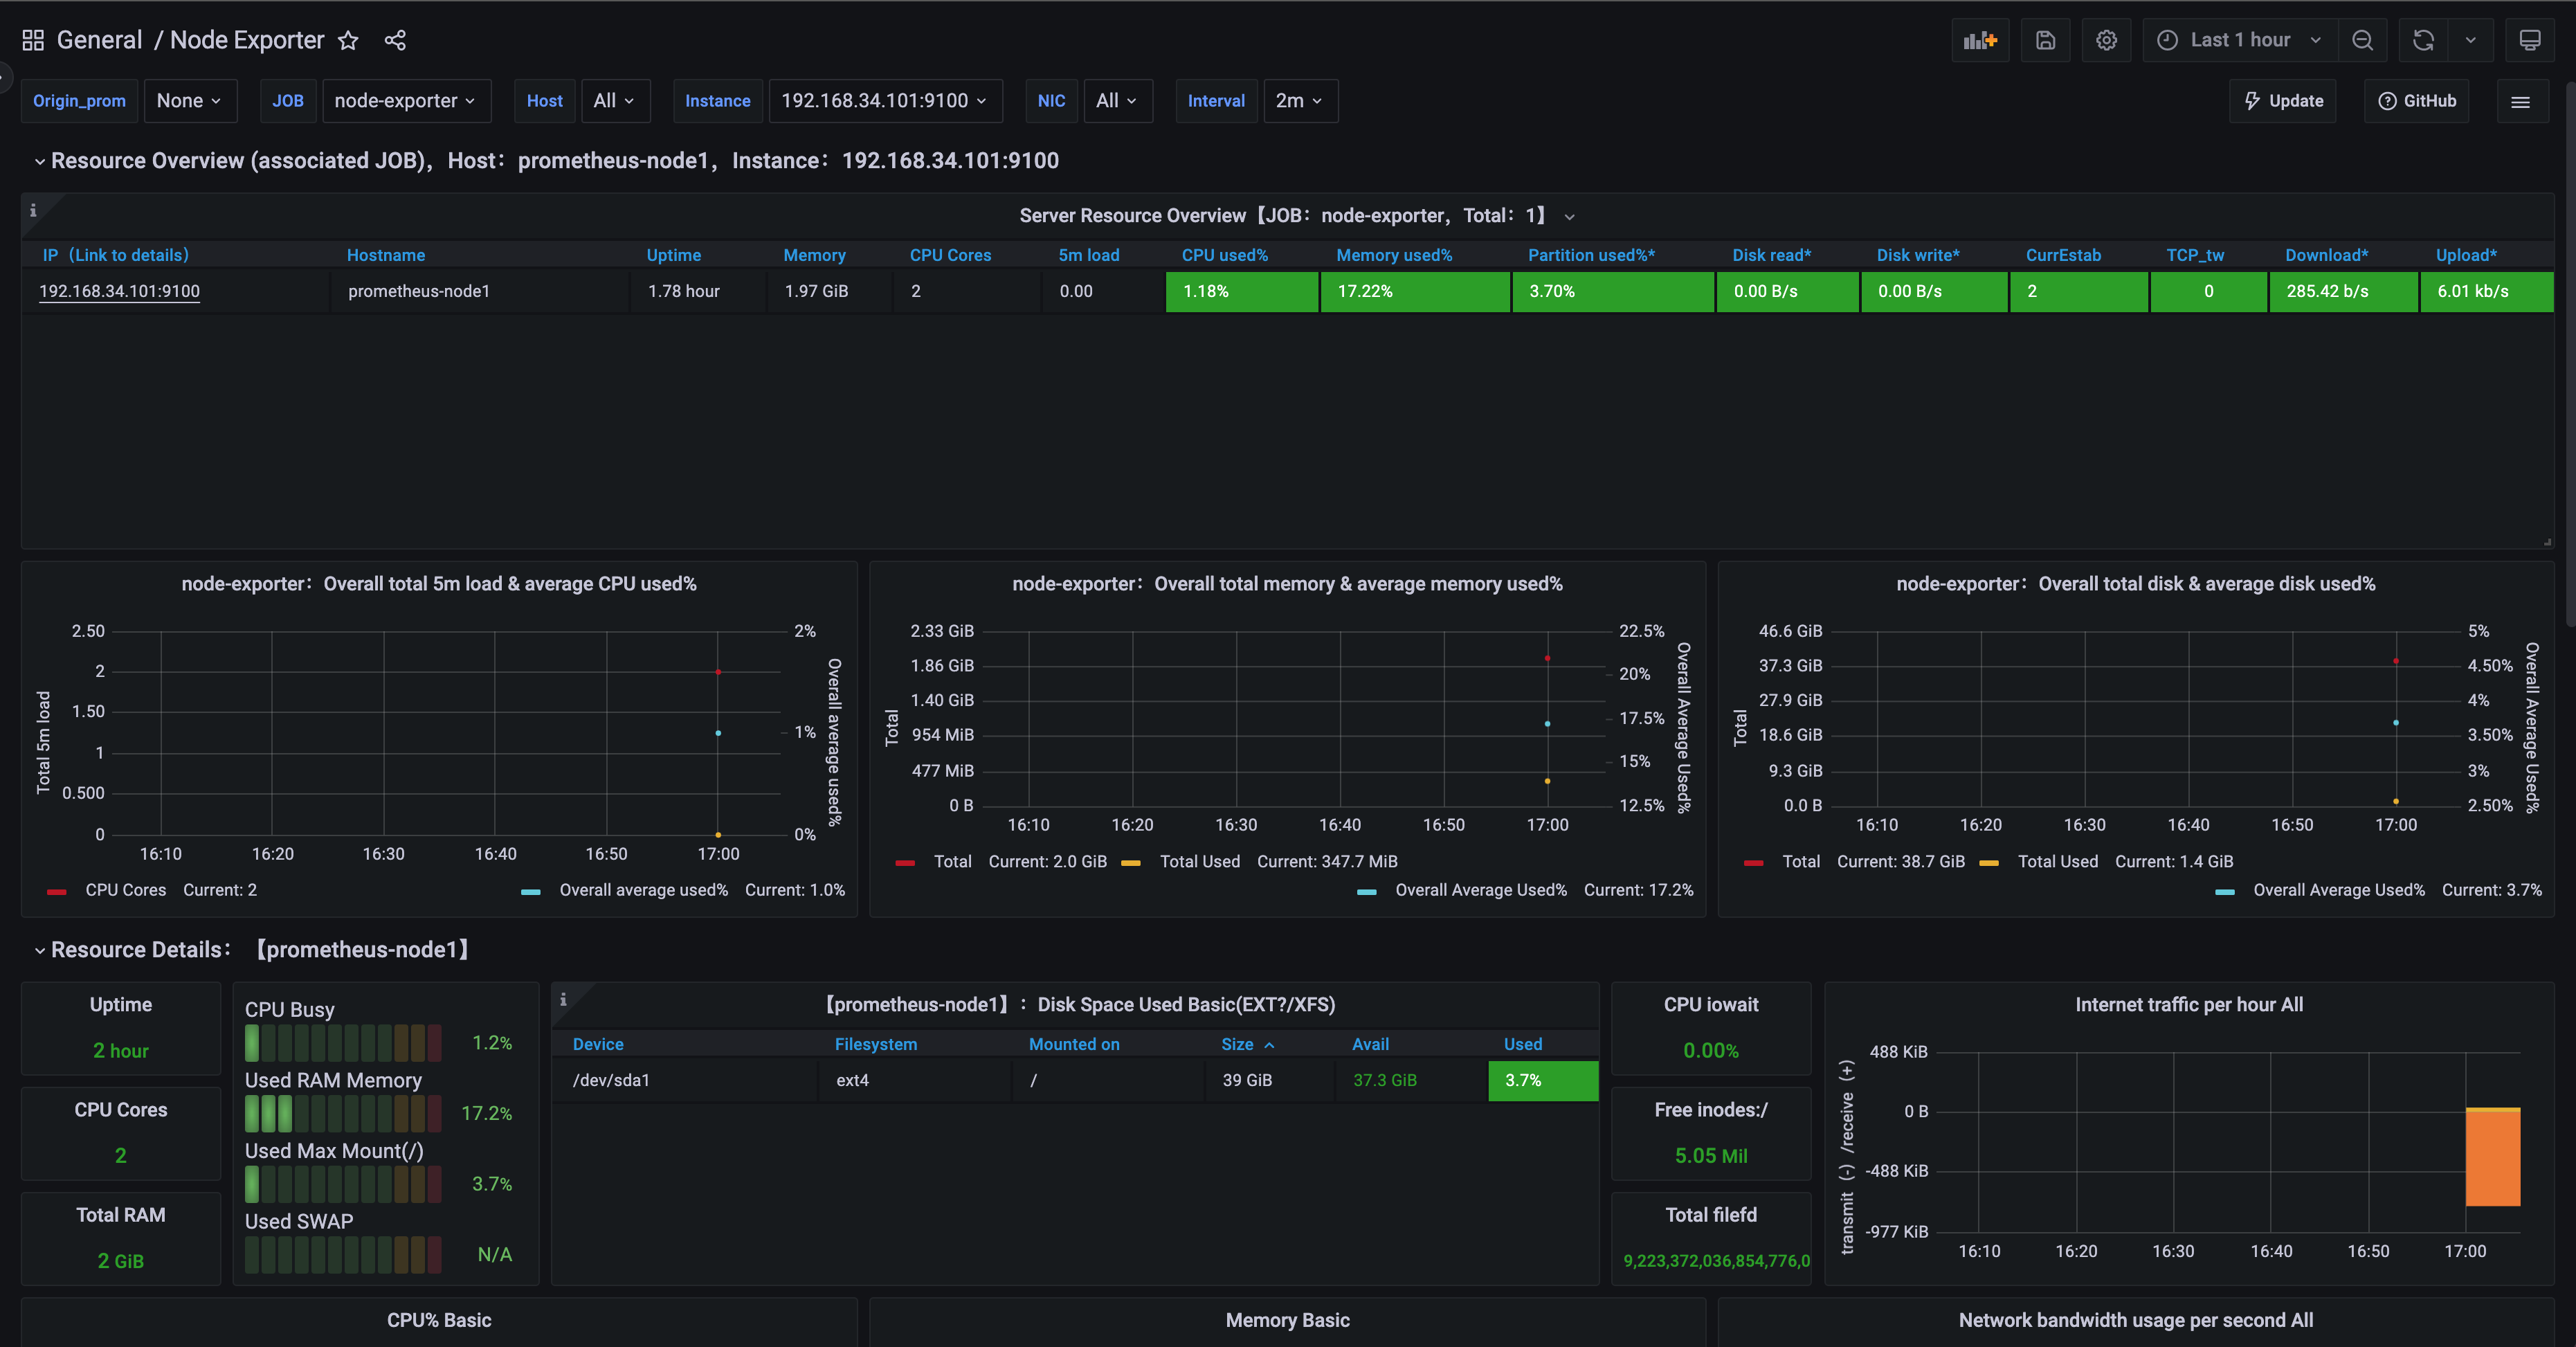 General / Node Exporter
Last 1 hour
Origin_prom None JOB node-exporter Host All Instance 192.168.34.101:9100 NIC All Interval 2m Update GitHub
Resource Overview (associated JOB)，Host：prometheus-node1，Instance：192.168.34.101:9100
Server Resource Overview【JOB：node-exporter，Total：1】
IP（Link to details） Hostname Uptime Memory CPU Cores 5m load CPU used% Memory used% Partition used%* Disk read* Disk write* CurrEstab TCP_tw Download* Upload*
192.168.34.101:9100 prometheus-node1 1.78 hour 1.97 GiB 2 0.00 1.18% 17.22% 3.70% 0.00 B/s 0.00 B/s 2 0 285.42 b/s 6.01 kb/s
node-exporter：Overall total 5m load & average CPU used%
Total 5m load
2.50
2
1.50
1
0.500
0
2%
1%
0%
Overall average used%
16:10 16:20 16:30 16:40 16:50 17:00
CPU Cores Current: 2
Overall average used% Current: 1.0%
node-exporter：Overall total memory & average memory used%
Total
2.33 GiB
1.86 GiB
1.40 GiB
954 MiB
477 MiB
0 B
22.5%
20%
17.5%
15%
12.5%
Overall Average Used%
16:10 16:20 16:30 16:40 16:50 17:00
Total Current: 2.0 GiB Total Used Current: 347.7 MiB
Overall Average Used% Current: 17.2%
node-exporter：Overall total disk & average disk used%
Total
46.6 GiB
37.3 GiB
27.9 GiB
18.6 GiB
9.3 GiB
0.0 B
5%
4.50%
4%
3.50%
3%
2.50%
Overall Average Used%
16:10 16:20 16:30 16:40 16:50 17:00
Total Current: 38.7 GiB Total Used Current: 1.4 GiB
Overall Average Used% Current: 3.7%
Resource Details：【prometheus-node1】
Uptime
2 hour
CPU Cores
2
Total RAM
2 GiB
CPU Busy
1.2%
Used RAM Memory
17.2%
Used Max Mount(/)
3.7%
Used SWAP
N/A
【prometheus-node1】：Disk Space Used Basic(EXT?/XFS)
Device Filesystem Mounted on Size Avail Used
/dev/sda1 ext4 / 39 GiB 37.3 GiB 3.7%
CPU iowait
0.00%
Free inodes:/
5.05 Mil
Total filefd
9,223,372,036,854,776,0
Internet traffic per hour All
transmit（-）/receive（+）
488 KiB
0 B
-488 KiB
-977 KiB
16:10 16:20 16:30 16:40 16:50 17:00
CPU% Basic
Memory Basic
Network bandwidth usage per second All